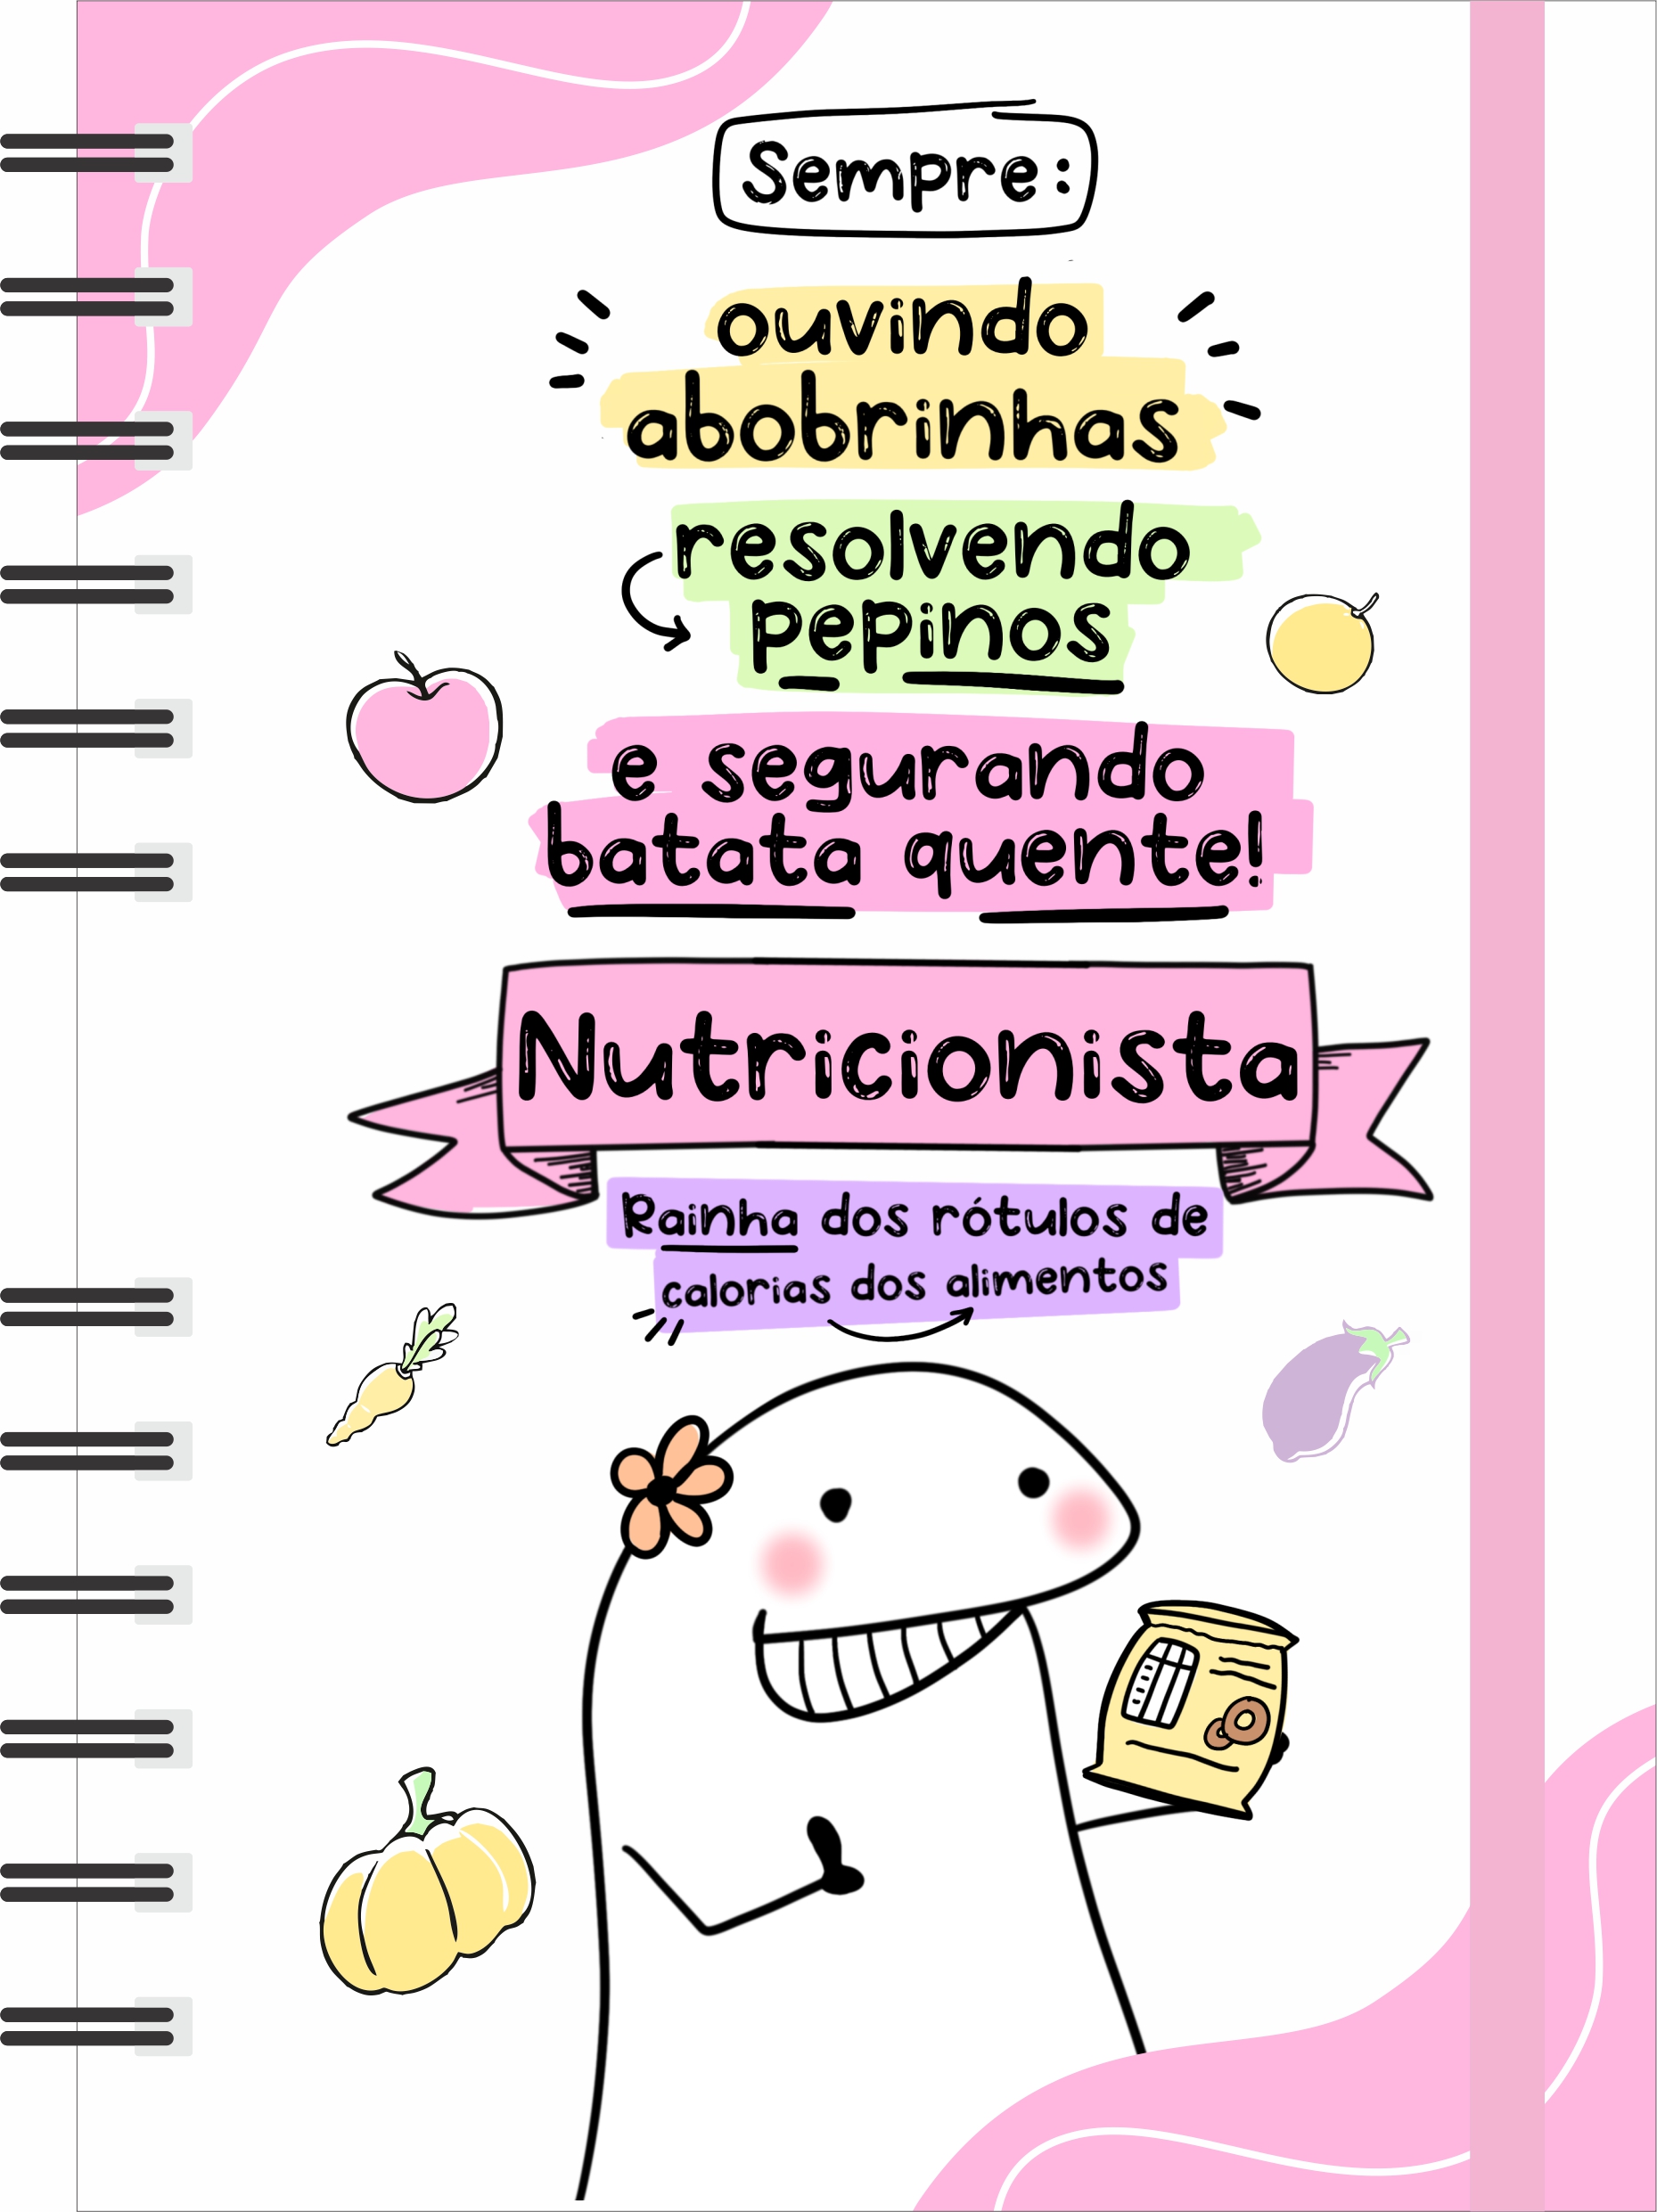 Sempre:
ouvindo
abobrinhas
resolvendo
pepinos
e segurando
batata quente!
Nutricionista
Rainha dos rótulos de
calorias dos alimentos